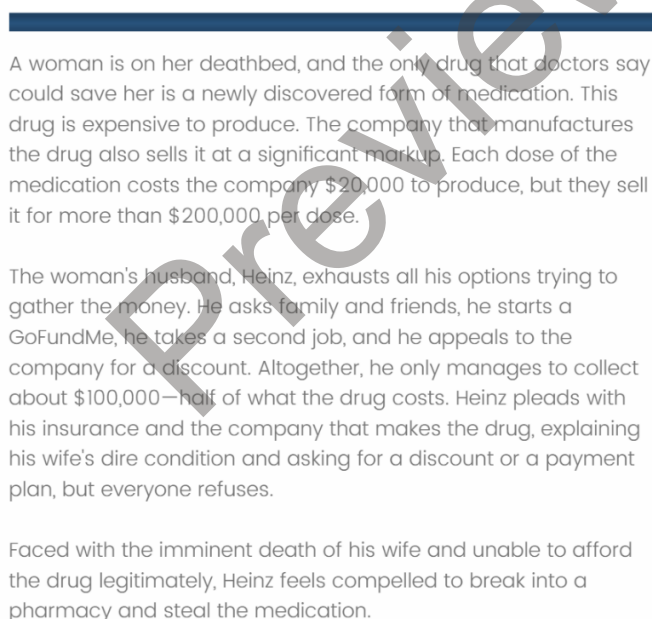 A woman is on her deathbed, and the only drug that doctors say
could save her is a newly discovered form of medication. This
drug is expensive to produce. The company that manufactures
the drug also sells it at a significant markup. Each dose of the
medication costs the company $20,000 to produce, but they sell
it for more than $200,000 per dose.
The woman's husband, Heinz, exhausts all his options trying to
gather the money. He asks family and friends, he starts a
GoFundMe, he takes a second job, and he appeals to the
company for a discount. Altogether, he only manages to collect
about $100,000—half of what the drug costs. Heinz pleads with
his insurance and the company that makes the drug, explaining
his wife's dire condition and asking for a discount or a payment
plan, but everyone refuses.
Faced with the imminent death of his wife and unable to afford
the drug legitimately, Heinz feels compelled to break into a
pharmacy and steal the medication.
Preview